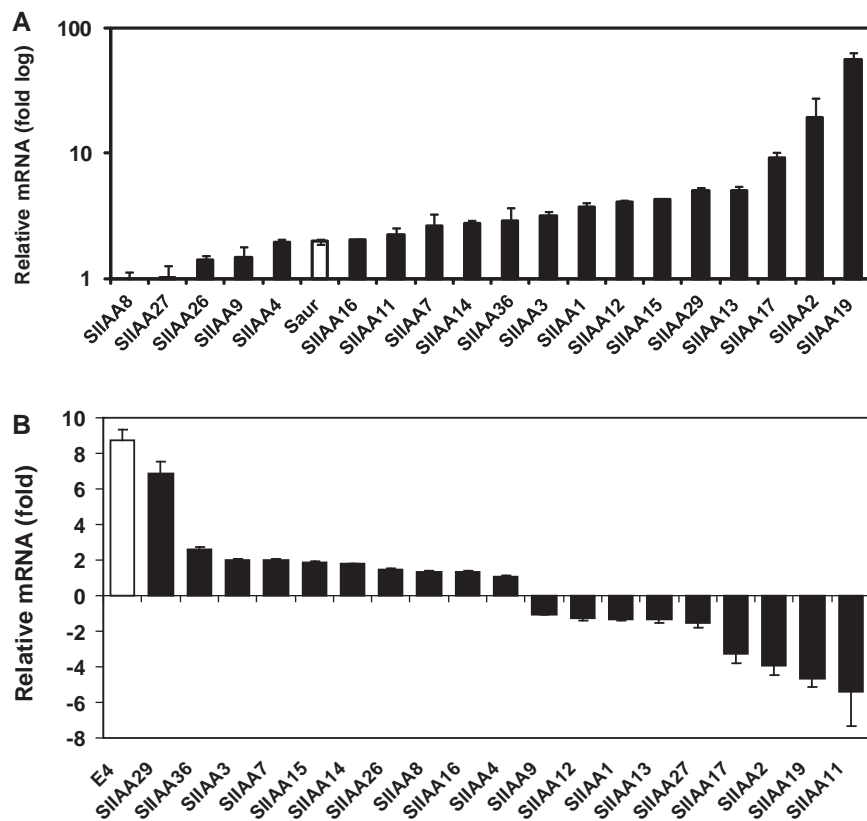 A
Relative mRNA (fold log)
100
10
1
SlIAA8
SlIAA27
SlIAA26
SlIAA9
SlIAA4
Saur
SlIAA16
SlIAA11
SlIAA7
SlIAA14
SlIAA36
SlIAA3
SlIAA1
SlIAA12
SlIAA15
SlIAA29
SlIAA13
SlIAA17
SlIAA2
SlIAA19
B
Relative mRNA (fold)
10
8
6
4
2
0
-2
-4
-6
-8
E4
SlIAA29
SlIAA36
SlIAA3
SlIAA7
SlIAA15
SlIAA14
SlIAA26
SlIAA8
SlIAA16
SlIAA4
SlIAA9
SlIAA12
SlIAA1
SlIAA13
SlIAA27
SlIAA17
SlIAA2
SlIAA19
SlIAA11